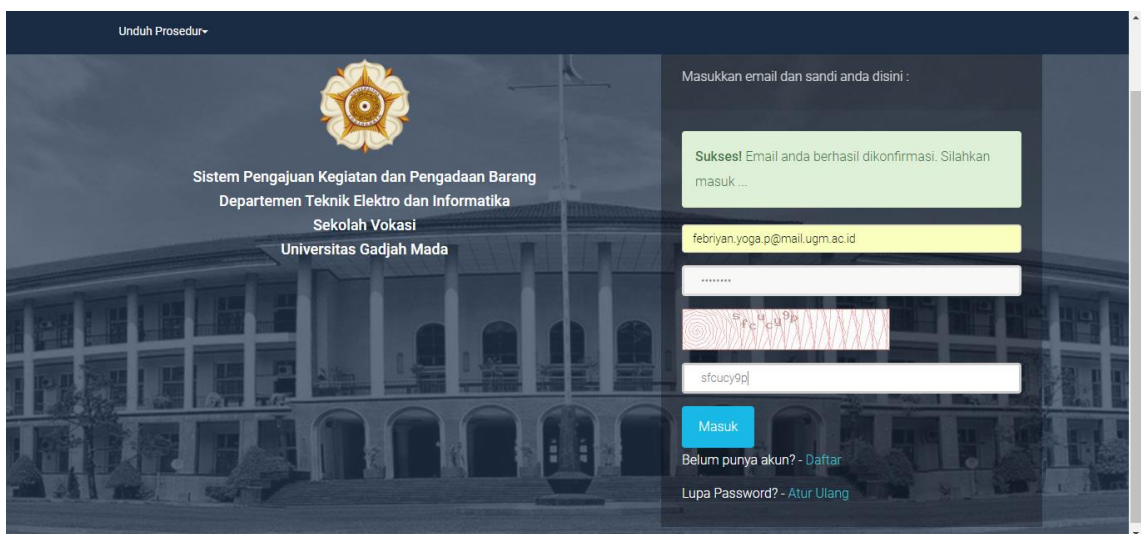 Unduh Prosedur
Sistem Pengajuan Kegiatan dan Pengadaan Barang
Departemen Teknik Elektro dan Informatika
Sekolah Vokasi
Universitas Gadjah Mada
Masukkan email dan sandi anda disini :
Sukses! Email anda berhasil dikonfirmasi. Silahkan
masuk ...
febriyan.yoga.p@mail.ugm.ac.id
········
sfcucy9p
sfcucy9p
Masuk
Belum punya akun? - Daftar
Lupa Password? - Atur Ulang